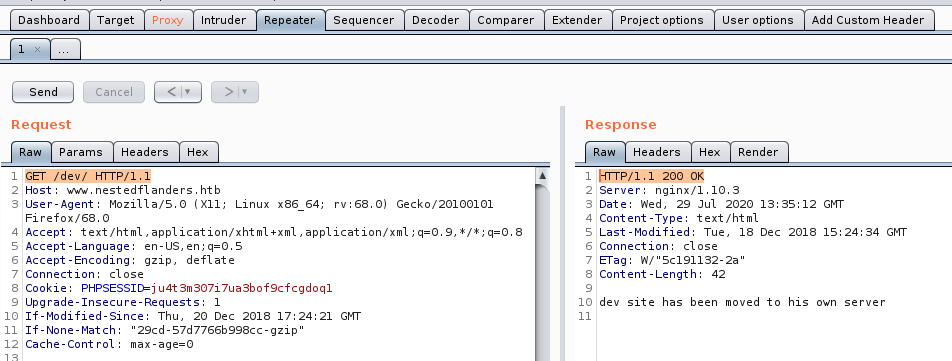 Dashboard Target Proxy Intruder Repeater Sequencer Decoder Comparer Extender Project options User options Add Custom Header
1 × ...
Send Cancel < ▼ > ▼
Request
Raw Params Headers Hex
1 GET /dev/ HTTP/1.1
2 Host: www.nestedflanders.htb
3 User-Agent: Mozilla/5.0 (X11; Linux x86_64; rv:68.0) Gecko/20100101
Firefox/68.0
4 Accept: text/html,application/xhtml+xml,application/xml;q=0.9,*/*;q=0.8
5 Accept-Language: en-US,en;q=0.5
6 Accept-Encoding: gzip, deflate
7 Connection: close
8 Cookie: PHPSESSID=ju4t3m307i7ua3bof9cfcgdoq1
9 Upgrade-Insecure-Requests: 1
10 If-Modified-Since: Thu, 20 Dec 2018 17:24:21 GMT
11 If-None-Match: "29cd-57d7766b998cc-gzip"
12 Cache-Control: max-age=0
13
Response
Raw Headers Hex Render
1 HTTP/1.1 200 OK
2 Server: nginx/1.10.3
3 Date: Wed, 29 Jul 2020 13:35:12 GMT
4 Content-Type: text/html
5 Last-Modified: Tue, 18 Dec 2018 15:24:34 GMT
6 Connection: close
7 ETag: W/"5c191132-2a"
8 Content-Length: 42
9
10 dev site has been moved to his own server
11